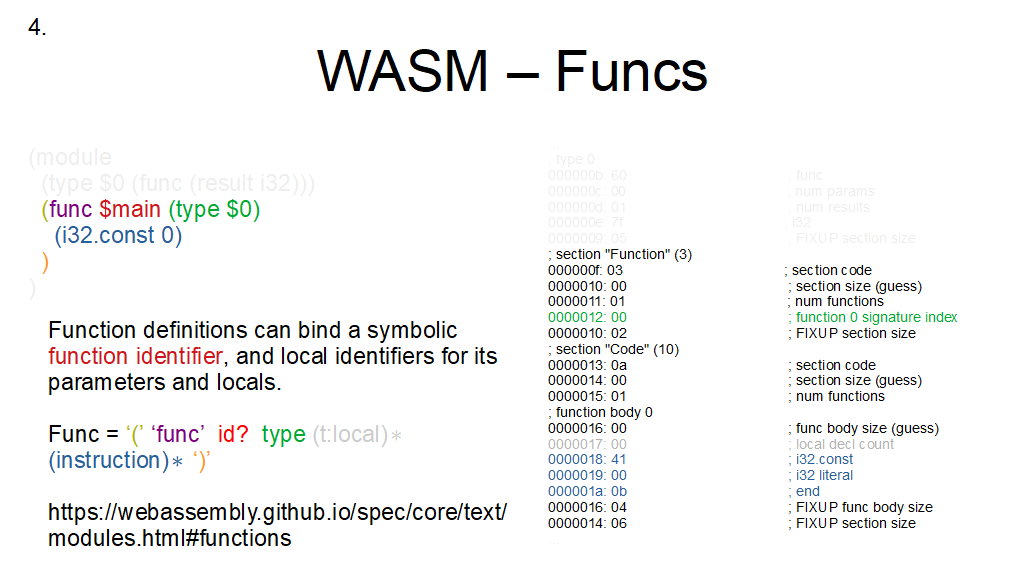 4.
WASM – Funcs
(module
(type $0 (func (result i32)))
(func $main (type $0)
(i32.const 0)
)
)
Function definitions can bind a symbolic
function identifier, and local identifiers for its
parameters and locals.
Func = ‘(’ ‘func’ id? type (t:local)∗
(instruction)∗ ‘)’
https://webassembly.github.io/spec/core/text/
modules.html#functions
...
; type 0
000000b: 60 ; func
000000c: 00 ; num params
000000d: 01 ; num results
000000e: 7f ; i32
0000009: 05 ; FIXUP section size
; section "Function" (3)
000000f: 03 ; section code
0000010: 00 ; section size (guess)
0000011: 01 ; num functions
0000012: 00 ; function 0 signature index
0000010: 02 ; FIXUP section size
; section "Code" (10)
0000013: 0a ; section code
0000014: 00 ; section size (guess)
0000015: 01 ; num functions
; function body 0
0000016: 00 ; func body size (guess)
0000017: 00 ; local decl count
0000018: 41 ; i32.const
0000019: 00 ; i32 literal
000001a: 0b ; end
0000016: 04 ; FIXUP func body size
0000014: 06 ; FIXUP section size
...